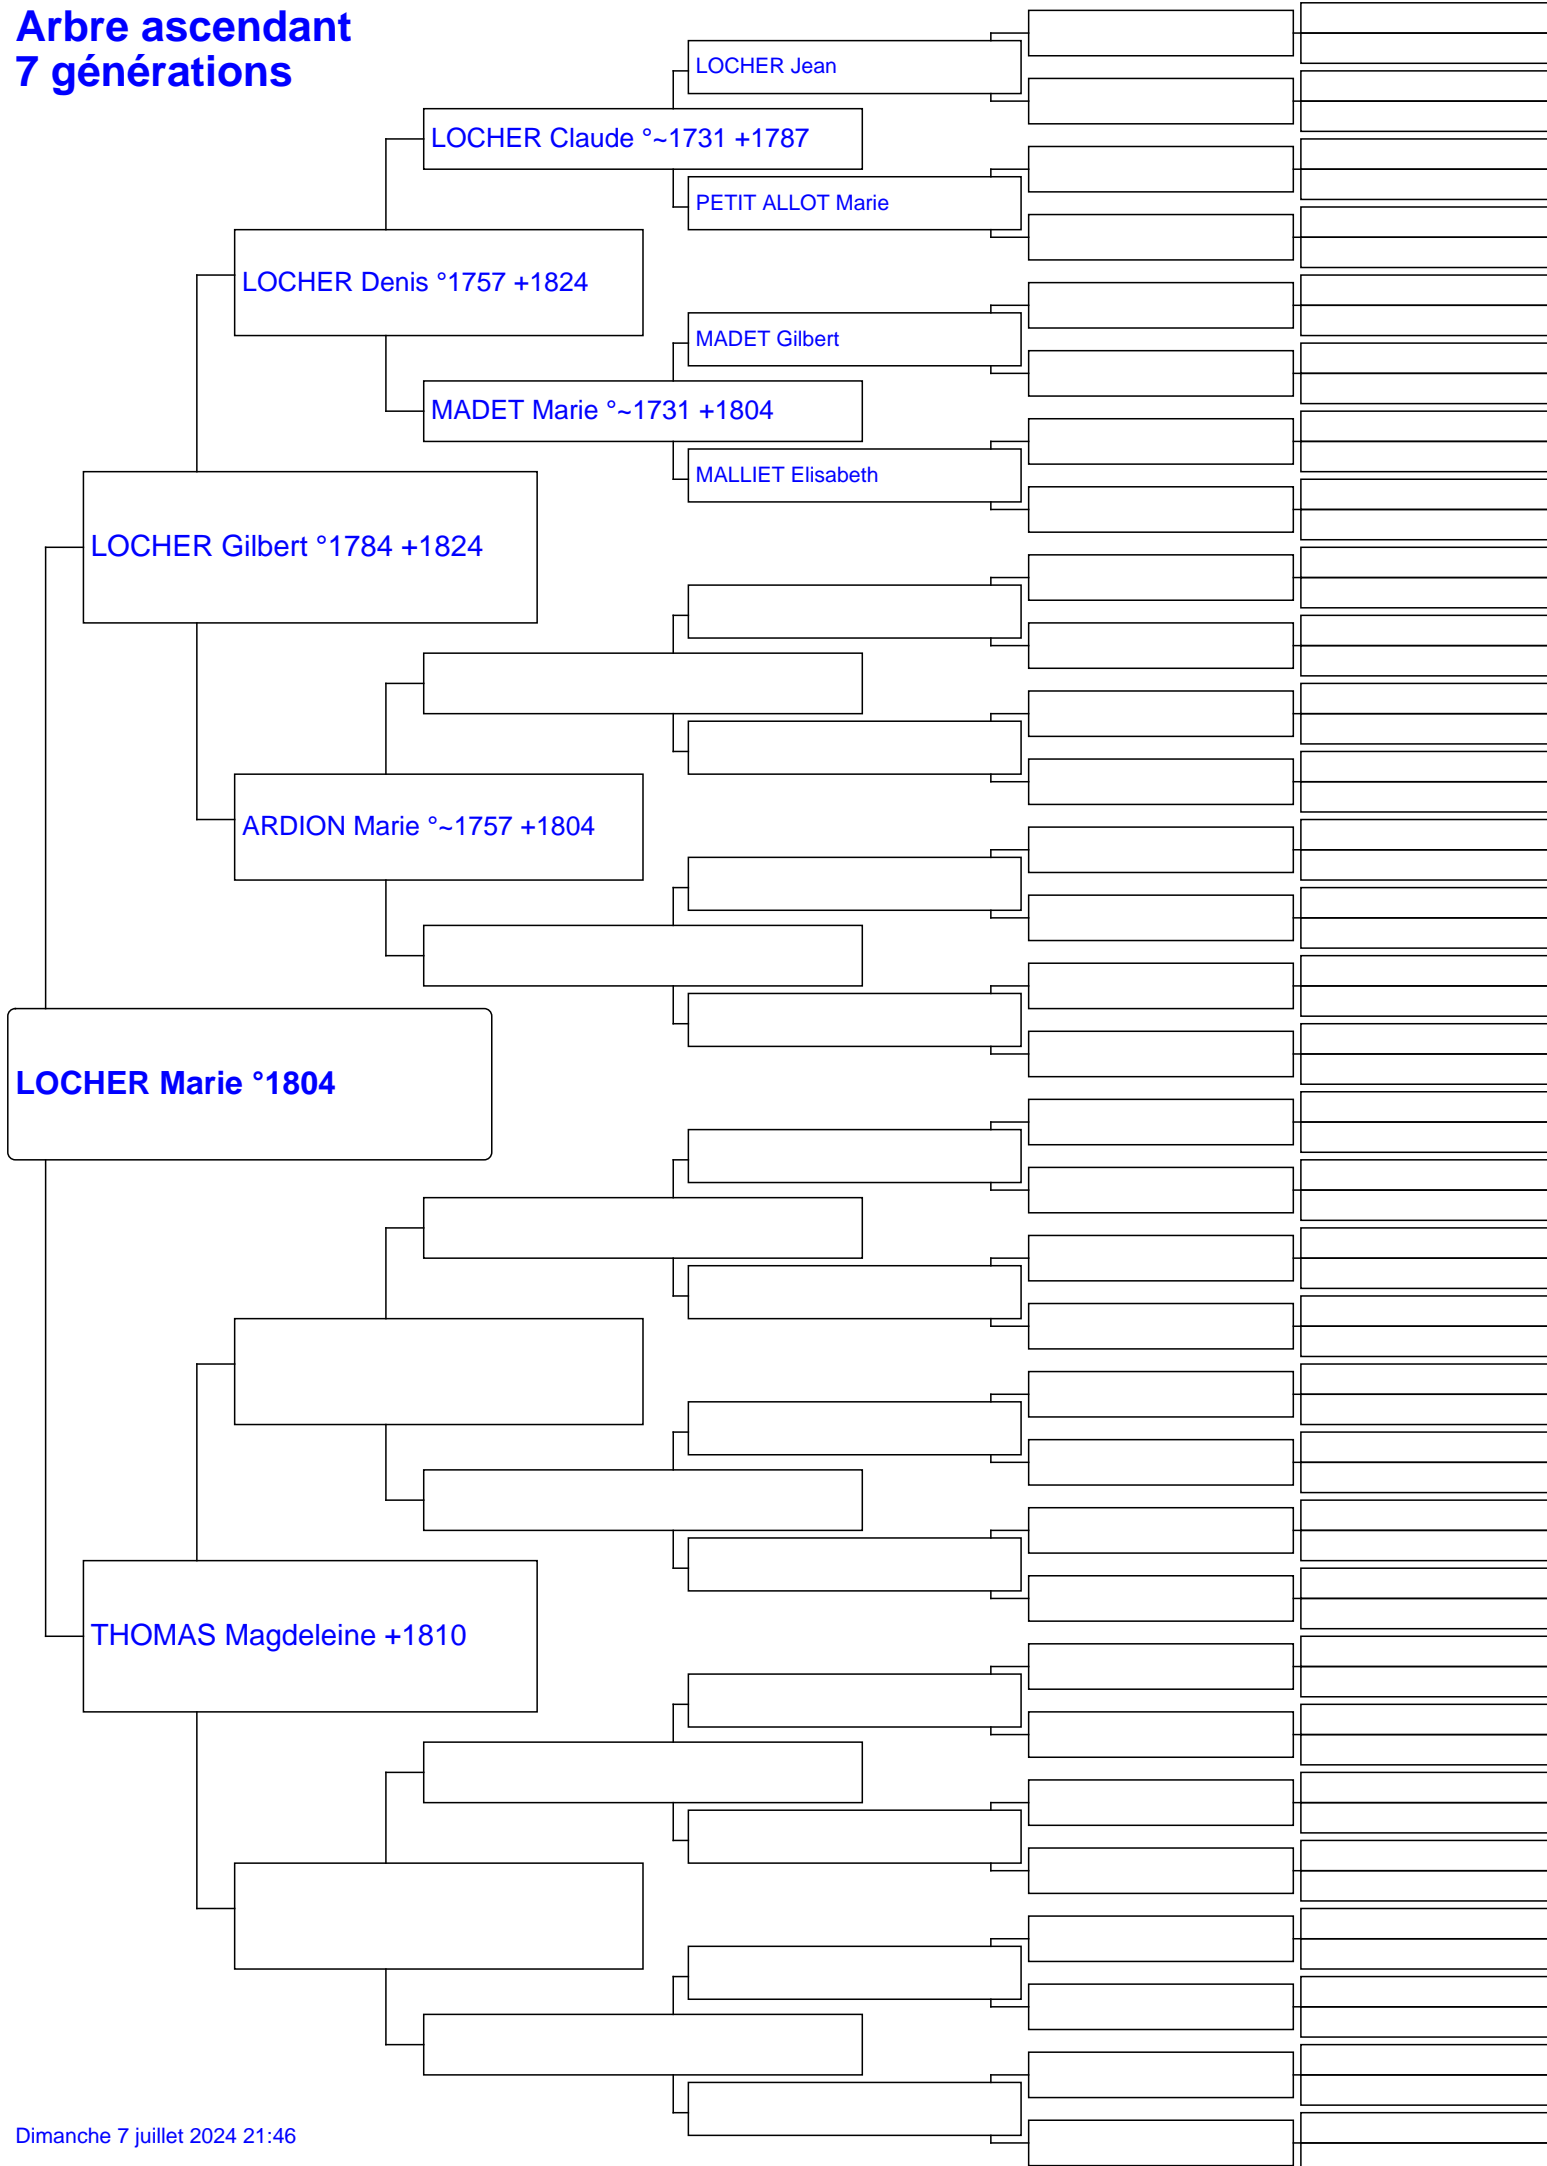 Arbre ascendant
7 générations
LOCHER Jean
LOCHER Claude °~1731 +1787
PETIT ALLOT Marie
LOCHER Denis °1757 +1824
MADET Gilbert
MADET Marie °~1731 +1804
MALLIET Elisabeth
LOCHER Gilbert °1784 +1824
ARDION Marie °~1757 +1804
LOCHER Marie °1804
THOMAS Magdeleine +1810
Dimanche 7 juillet 2024 21:46